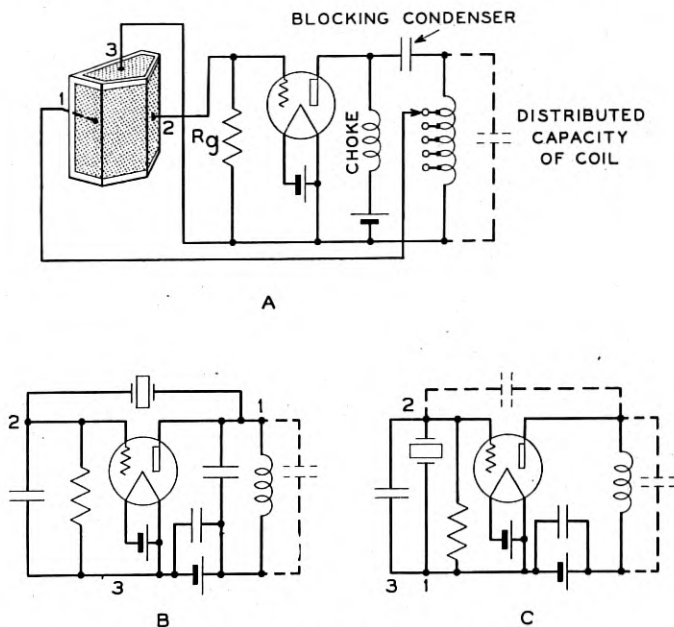 BLOCKING CONDENSER
3
1
2
Rg
CHOKE
DISTRIBUTED
CAPACITY
OF COIL
A
2
1
3
B
2
3
1
C